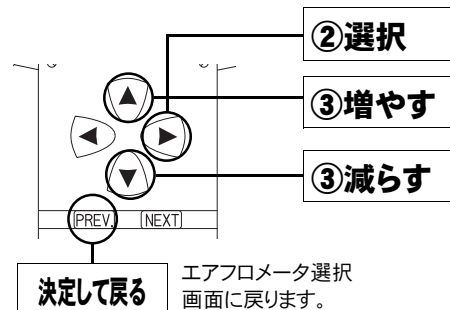 ②選択
③増やす
③減らす
PREV. NEXT
決定して戻る
エアフロメータ選択
画面に戻ります。